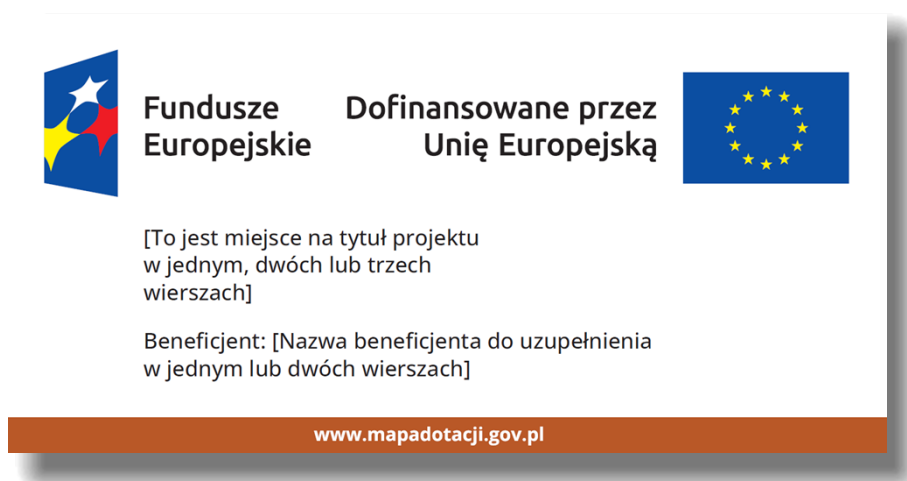 Fundusze
Europejskie
Dofinansowane przez
Unię Europejską
[To jest miejsce na tytuł projektu
w jednym, dwóch lub trzech
wierszach]
Beneficjent: [Nazwa beneficjenta do uzupełnienia
w jednym lub dwóch wierszach]
www.mapadotacji.gov.pl